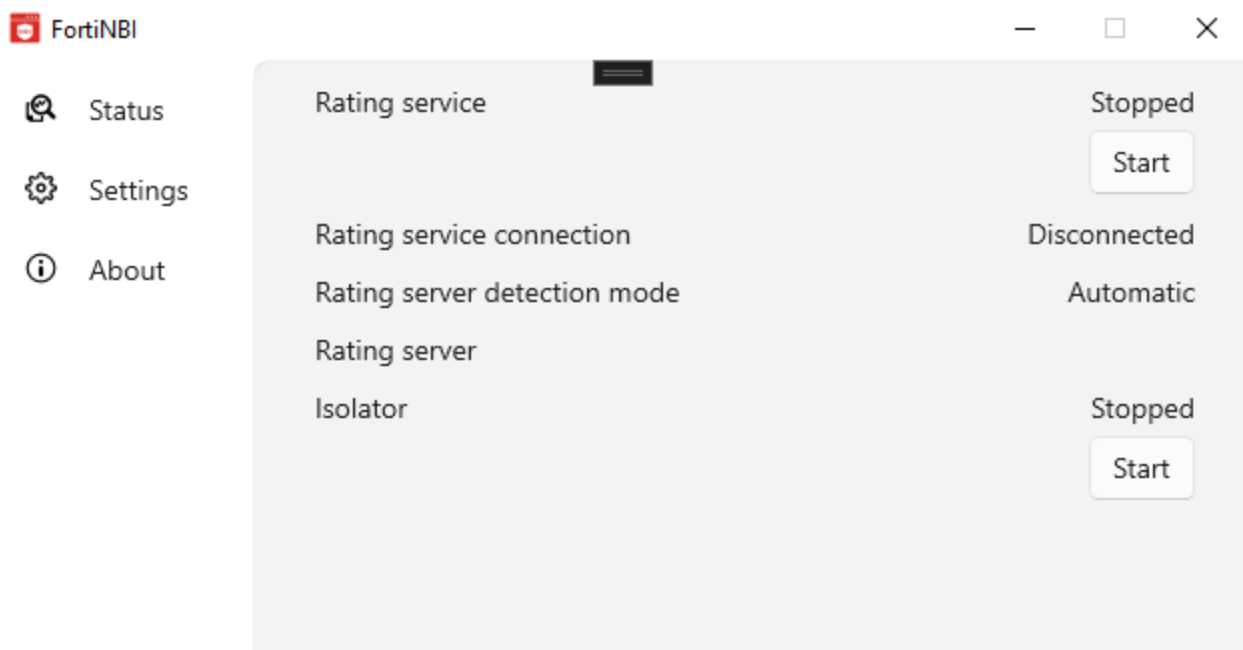 FortiNBI
Status
Settings
About
Rating service Stopped
Start
Rating service connection Disconnected
Rating server detection mode Automatic
Rating server
Isolator Stopped
Start